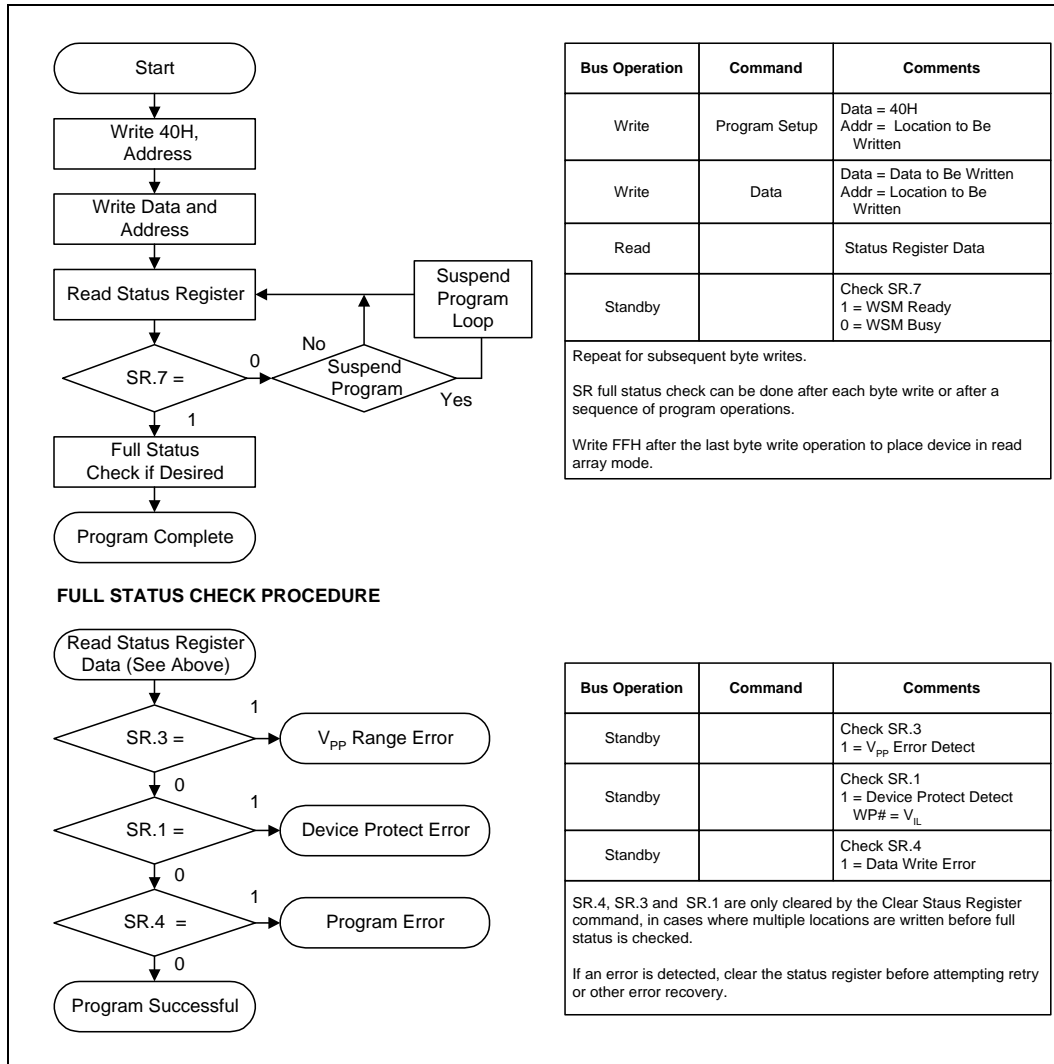 Start
Write 40H,
Address
Write Data and
Address
Read Status Register
Suspend
Program
Loop
No
SR.7 =
0
Suspend
Program
Yes
1
Full Status
Check if Desired
Program Complete
Bus Operation Command Comments
Write Program Setup Data = 40H
Addr = Location to Be
Written
Write Data Data = Data to Be Written
Addr = Location to Be
Written
Read Status Register Data
Standby Check SR.7
1 = WSM Ready
0 = WSM Busy
Repeat for subsequent byte writes.
SR full status check can be done after each byte write or after a
sequence of program operations.
Write FFH after the last byte write operation to place device in read
array mode.
FULL STATUS CHECK PROCEDURE
Read Status Register
Data (See Above)
SR.3 =
1
VPP Range Error
0
SR.1 =
1
Device Protect Error
0
SR.4 =
1
Program Error
0
Program Successful
Bus Operation Command Comments
Standby Check SR.3
1 = VPP Error Detect
Standby Check SR.1
1 = Device Protect Detect
WP# = VIL
Standby Check SR.4
1 = Data Write Error
SR.4, SR.3 and SR.1 are only cleared by the Clear Staus Register
command, in cases where multiple locations are written before full
status is checked.
If an error is detected, clear the status register before attempting retry
or other error recovery.